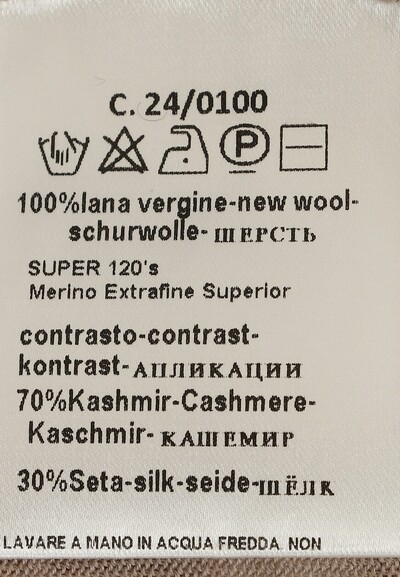 C. 24/0100
P
100%lana vergine-new wool-
schurwolle-ШЕРСТЬ
SUPER 120's
Merino Extrafine Superior
contrasto-contrast-
kontrast-АПЛИКАЦИИ
70%Kashmir-Cashmere-
Kaschmir-КАШЕМИР
30%Seta-silk-seide-ШЁЛК
LAVARE A MANO IN ACQUA FREDDA. NON